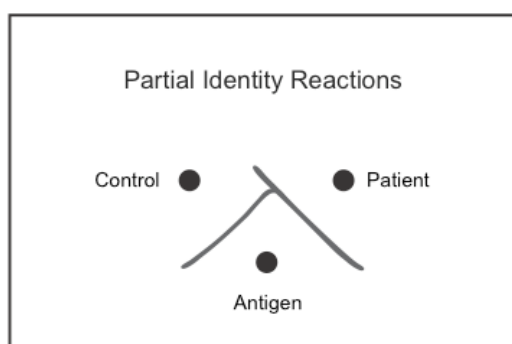 Partial Identity Reactions
Control
Patient
Antigen